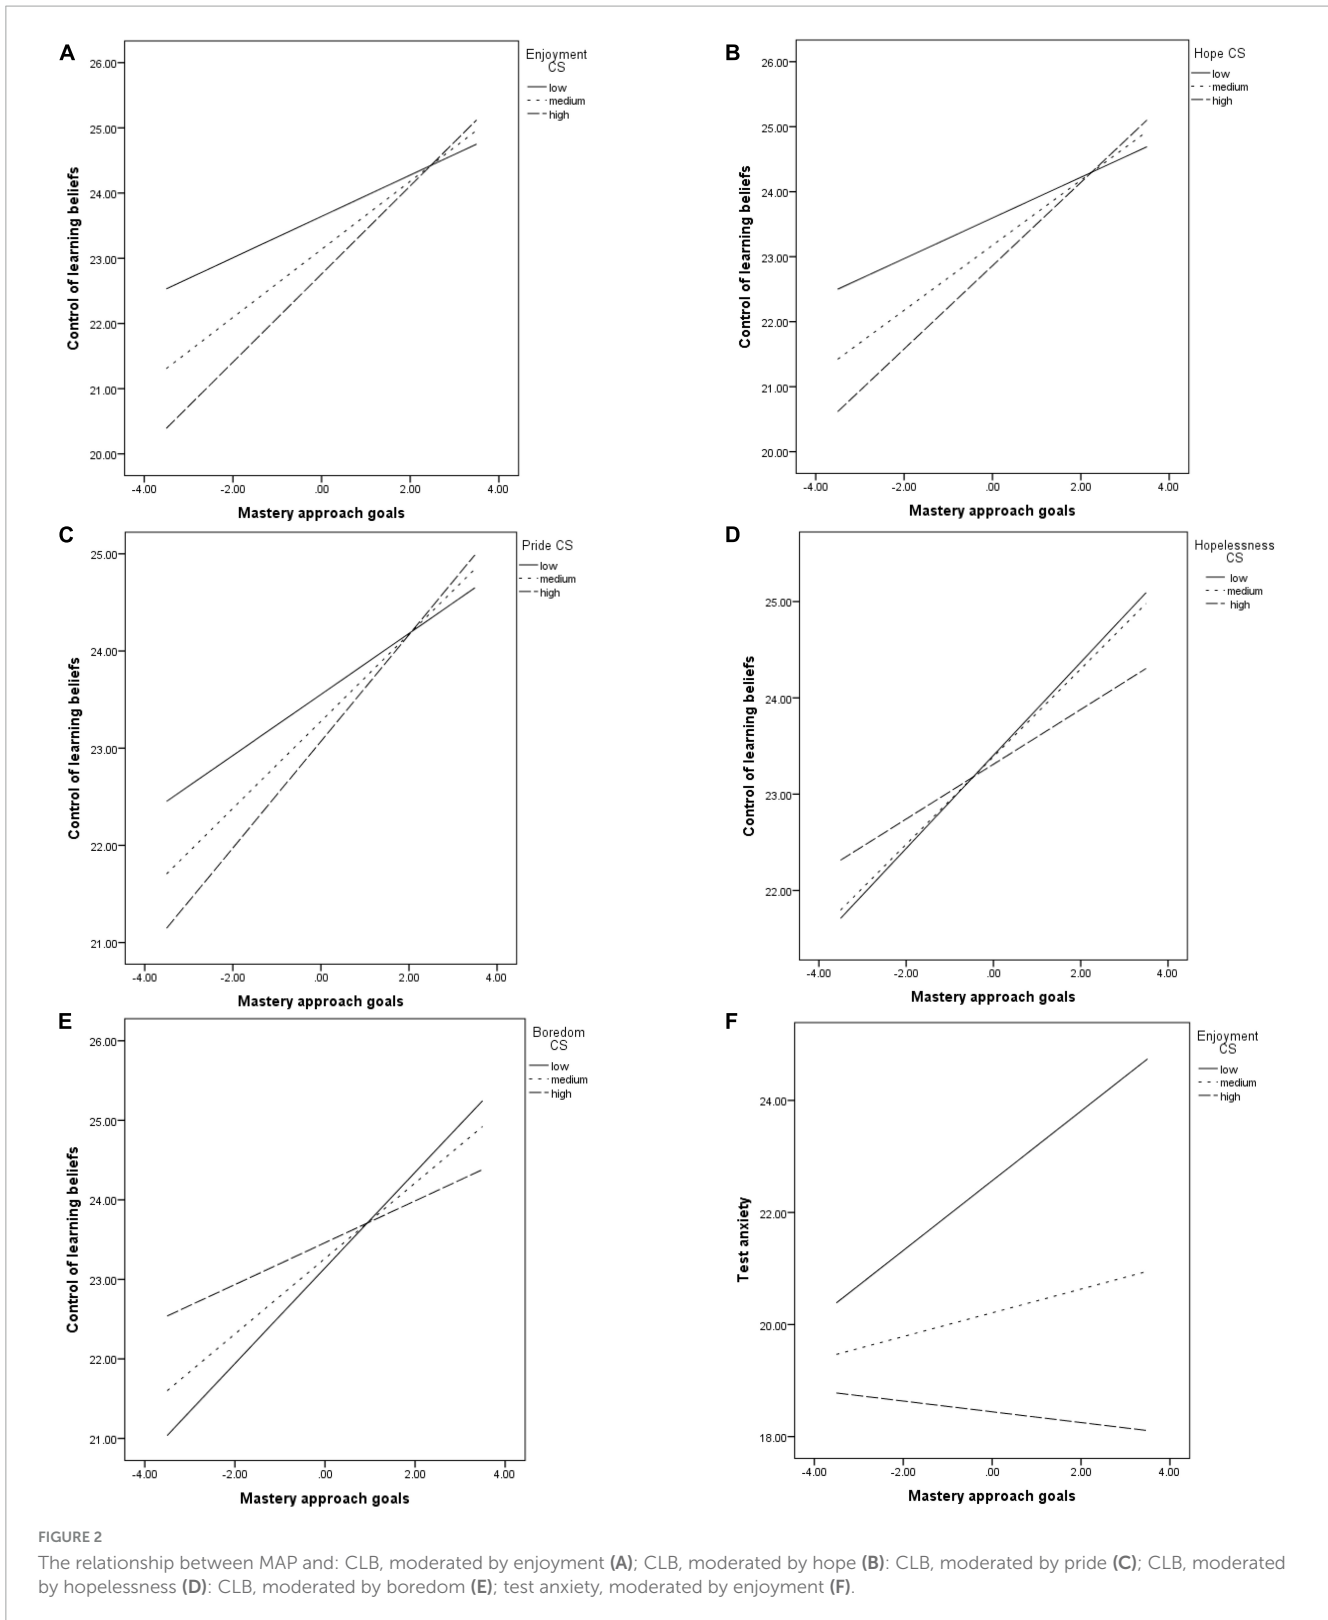 A
Enjoyment
CS
low
medium
high
26.00
25.00
24.00
23.00
22.00
21.00
20.00
Control of learning beliefs
-4.00 -2.00 .00 2.00 4.00
Mastery approach goals
B
Hope CS
low
medium
high
26.00
25.00
24.00
23.00
22.00
21.00
20.00
Control of learning beliefs
-4.00 -2.00 .00 2.00 4.00
Mastery approach goals
C
Pride CS
low
medium
high
25.00
24.00
23.00
22.00
21.00
Control of learning beliefs
-4.00 -2.00 .00 2.00 4.00
Mastery approach goals
D
Hopelessness
CS
low
medium
high
25.00
24.00
23.00
22.00
Control of learning beliefs
-4.00 -2.00 .00 2.00 4.00
Mastery approach goals
E
Boredom
CS
low
medium
high
26.00
25.00
24.00
23.00
22.00
21.00
Control of learning beliefs
-4.00 -2.00 .00 2.00 4.00
Mastery approach goals
F
Enjoyment
CS
low
medium
high
24.00
22.00
20.00
18.00
Test anxiety
-4.00 -2.00 .00 2.00 4.00
Mastery approach goals
FIGURE 2
The relationship between MAP and: CLB, moderated by enjoyment (A); CLB, moderated by hope (B): CLB, moderated by pride (C); CLB, moderated
by hopelessness (D): CLB, moderated by boredom (E); test anxiety, moderated by enjoyment (F).